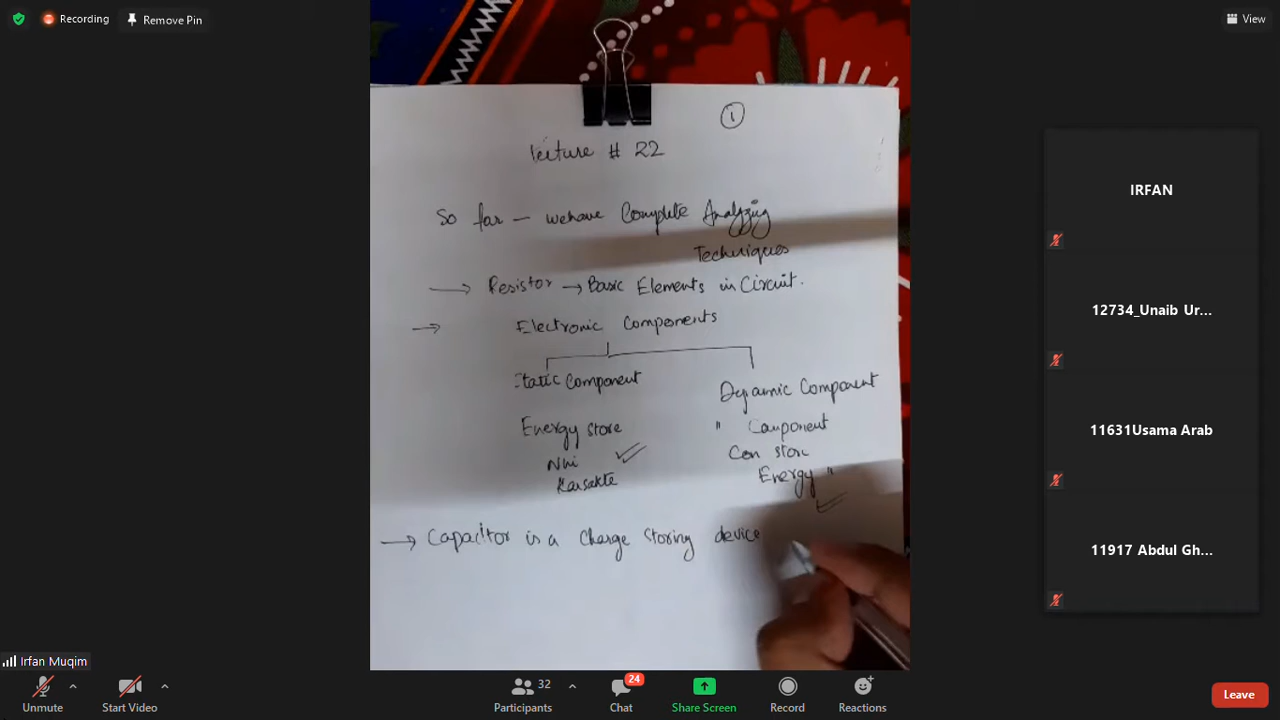 Recording
Remove Pin
View
①
Lecture # 22
So far — we have Complete Analyzing
Techniques
→ Resistor → Basic Elements in Circuit.
→ Electronic Components
Static Component
Dynamic Component
Energy store
" Component
Nhi
Can store
Karsakte
Energy "
→ Capacitor is a Charge Storing device
IRFAN
12734_Unaib Ur...
11631Usama Arab
11917 Abdul Gh...
Irfan Muqim
Unmute
Start Video
32
Participants
24
Chat
Share Screen
Record
Reactions
Leave